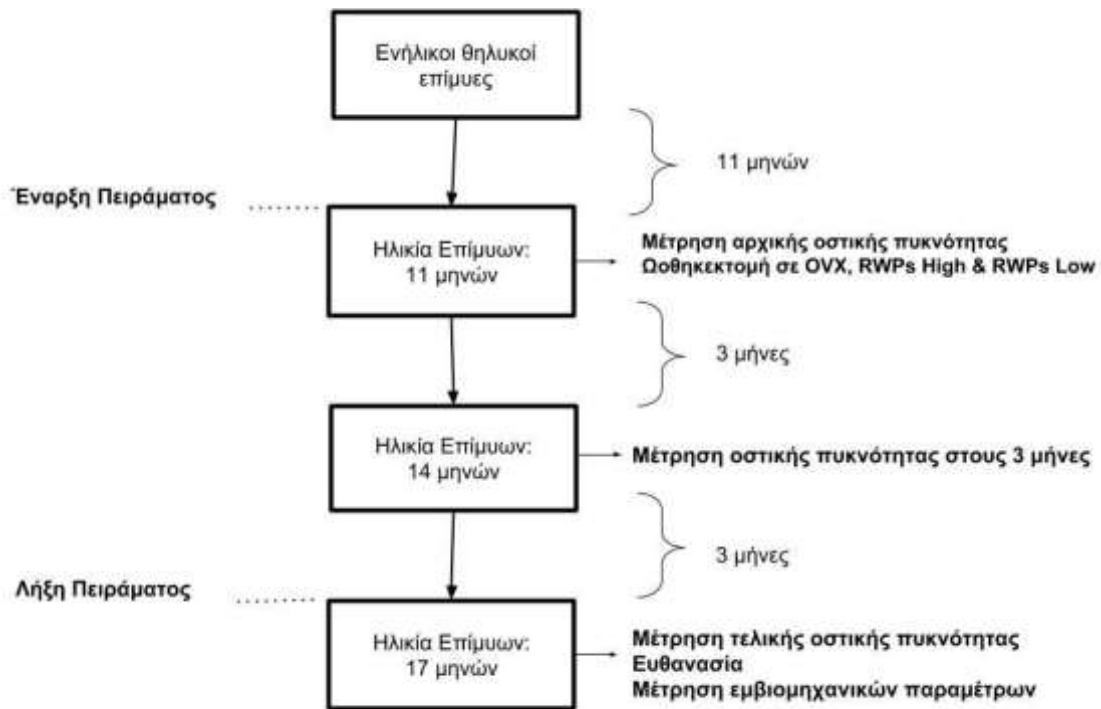 Ενήλικοι θηλυκοί
επίμυες
11 μηνών
Έναρξη Πειράματος
Ηλικία Επίμυων:
11 μηνών
Μέτρηση αρχικής οστικής πυκνότητας
Ωοθηκεκτομή σε OVX, RWPs High & RWPs Low
3 μήνες
Ηλικία Επίμυων:
14 μηνών
Μέτρηση οστικής πυκνότητας στους 3 μήνες
3 μήνες
Λήξη Πειράματος
Ηλικία Επίμυων:
17 μηνών
Μέτρηση τελικής οστικής πυκνότητας
Ευθανασία
Μέτρηση εμβιομηχανικών παραμέτρων